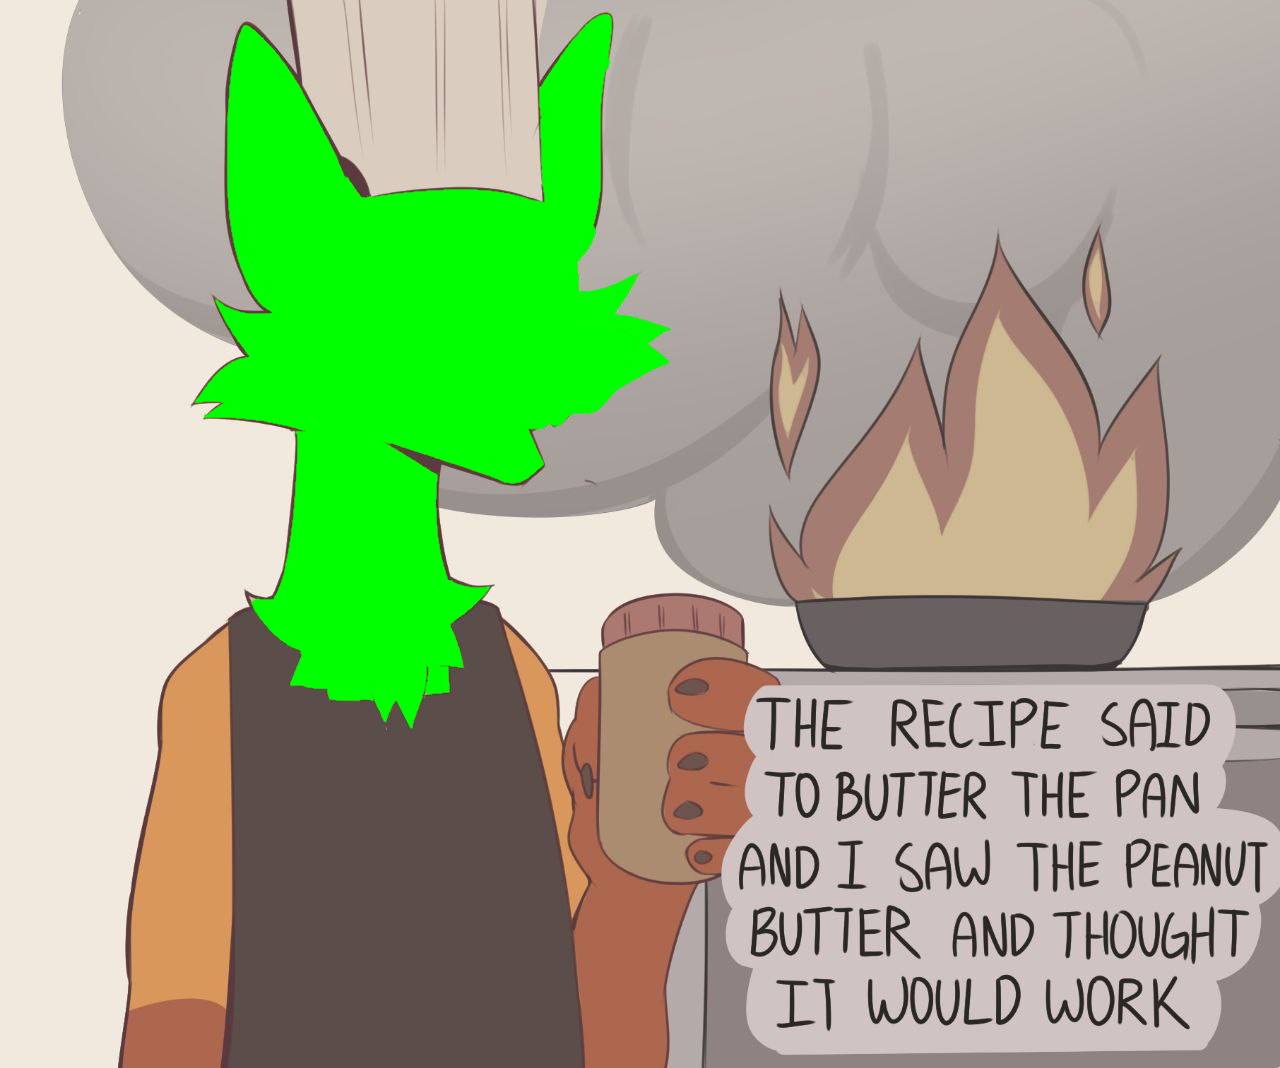 THE RECIPE SAID
TO BUTTER THE PAN
AND I SAW THE PEANUT
BUTTER AND THOUGHT
IT WOULD WORK